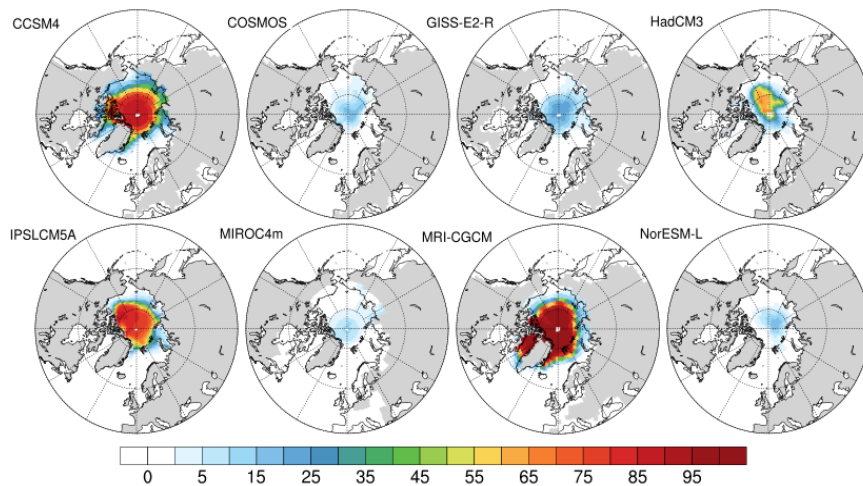 CCSM4 COSMOS GISS-E2-R HadCM3
IPSLCM5A MIROC4m MRI-CGCM NorESM-L
0 5 15 25 35 45 55 65 75 85 95